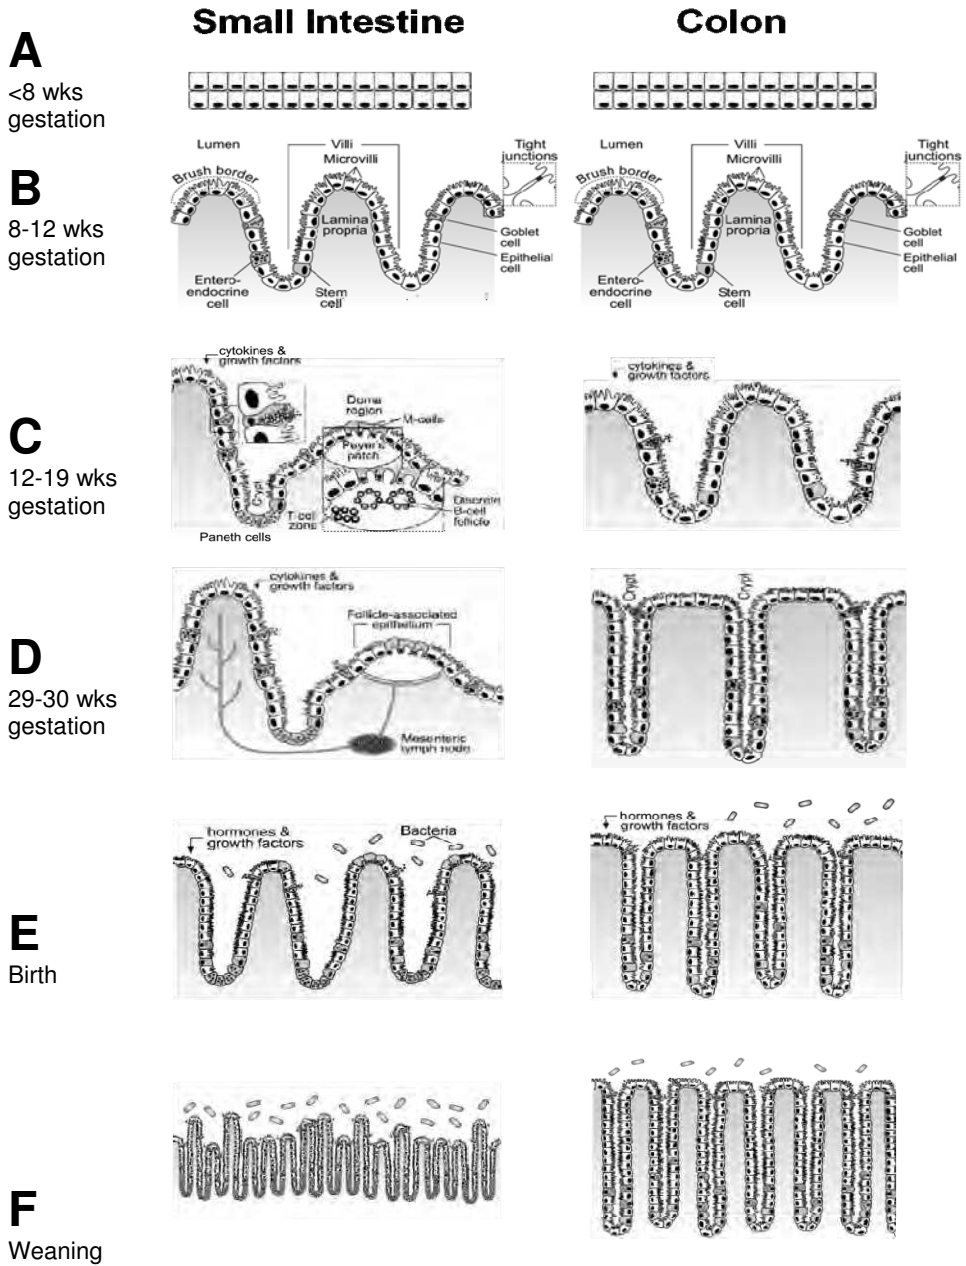 Small Intestine
Colon
A
<8 wks
gestation
B
8-12 wks
gestation
Lumen
Villi
Microvilli
Tight
junctions
Brush border
Lamina
propria
Goblet
cell
Epithelial
cell
Entero-
endocrine
cell
Stem
cell
Lumen
Villi
Microvilli
Tight
junctions
Brush border
Lamina
propria
Goblet
cell
Epithelial
cell
Entero-
endocrine
cell
Stem
cell
C
12-19 wks
gestation
cytokines &
growth factors
Dome
region
M-cells
Peyer's
patch
Crypt
T-cell
zone
Discrete
B-cell
follicle
Paneth cells
cytokines &
growth factors
D
29-30 wks
gestation
cytokines &
growth factors
Follicle-associated
epithelium
Mesenteric
lymph node
Crypt
Crypt
E
Birth
hormones &
growth factors
Bacteria
hormones &
growth factors
F
Weaning